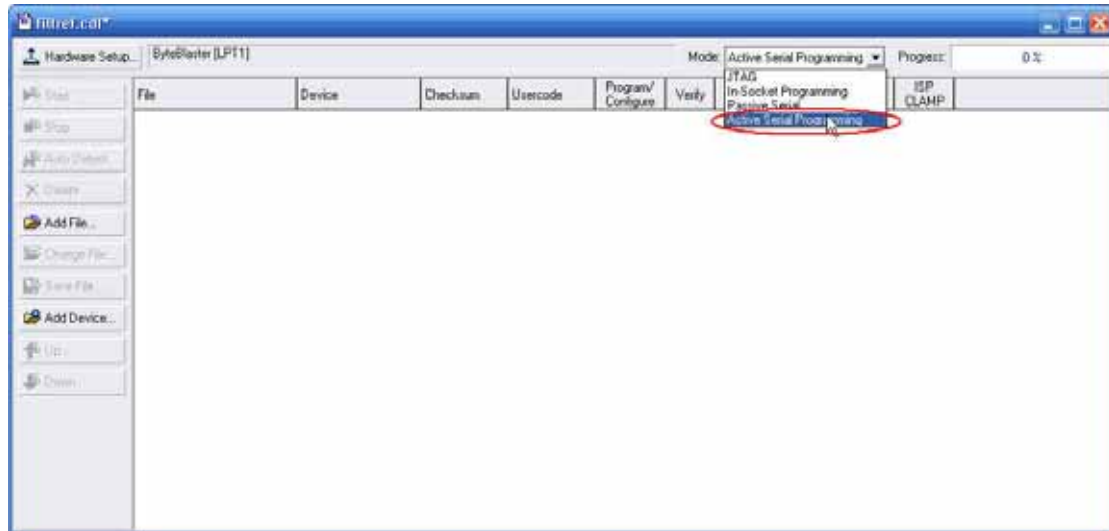 filtref.cdf*
Hardware Setup... ByteBlaster [LPT1] Mode: Active Serial Programming Progress: 0 %
JTAG
In-Socket Programming
Passive Serial
Active Serial Programming
File Device Checksum Usercode Program/ Configure Verify ISP CLAMP
Start
Stop
Auto Detect
Delete
Add File...
Change File...
Save File
Add Device...
Up
Down